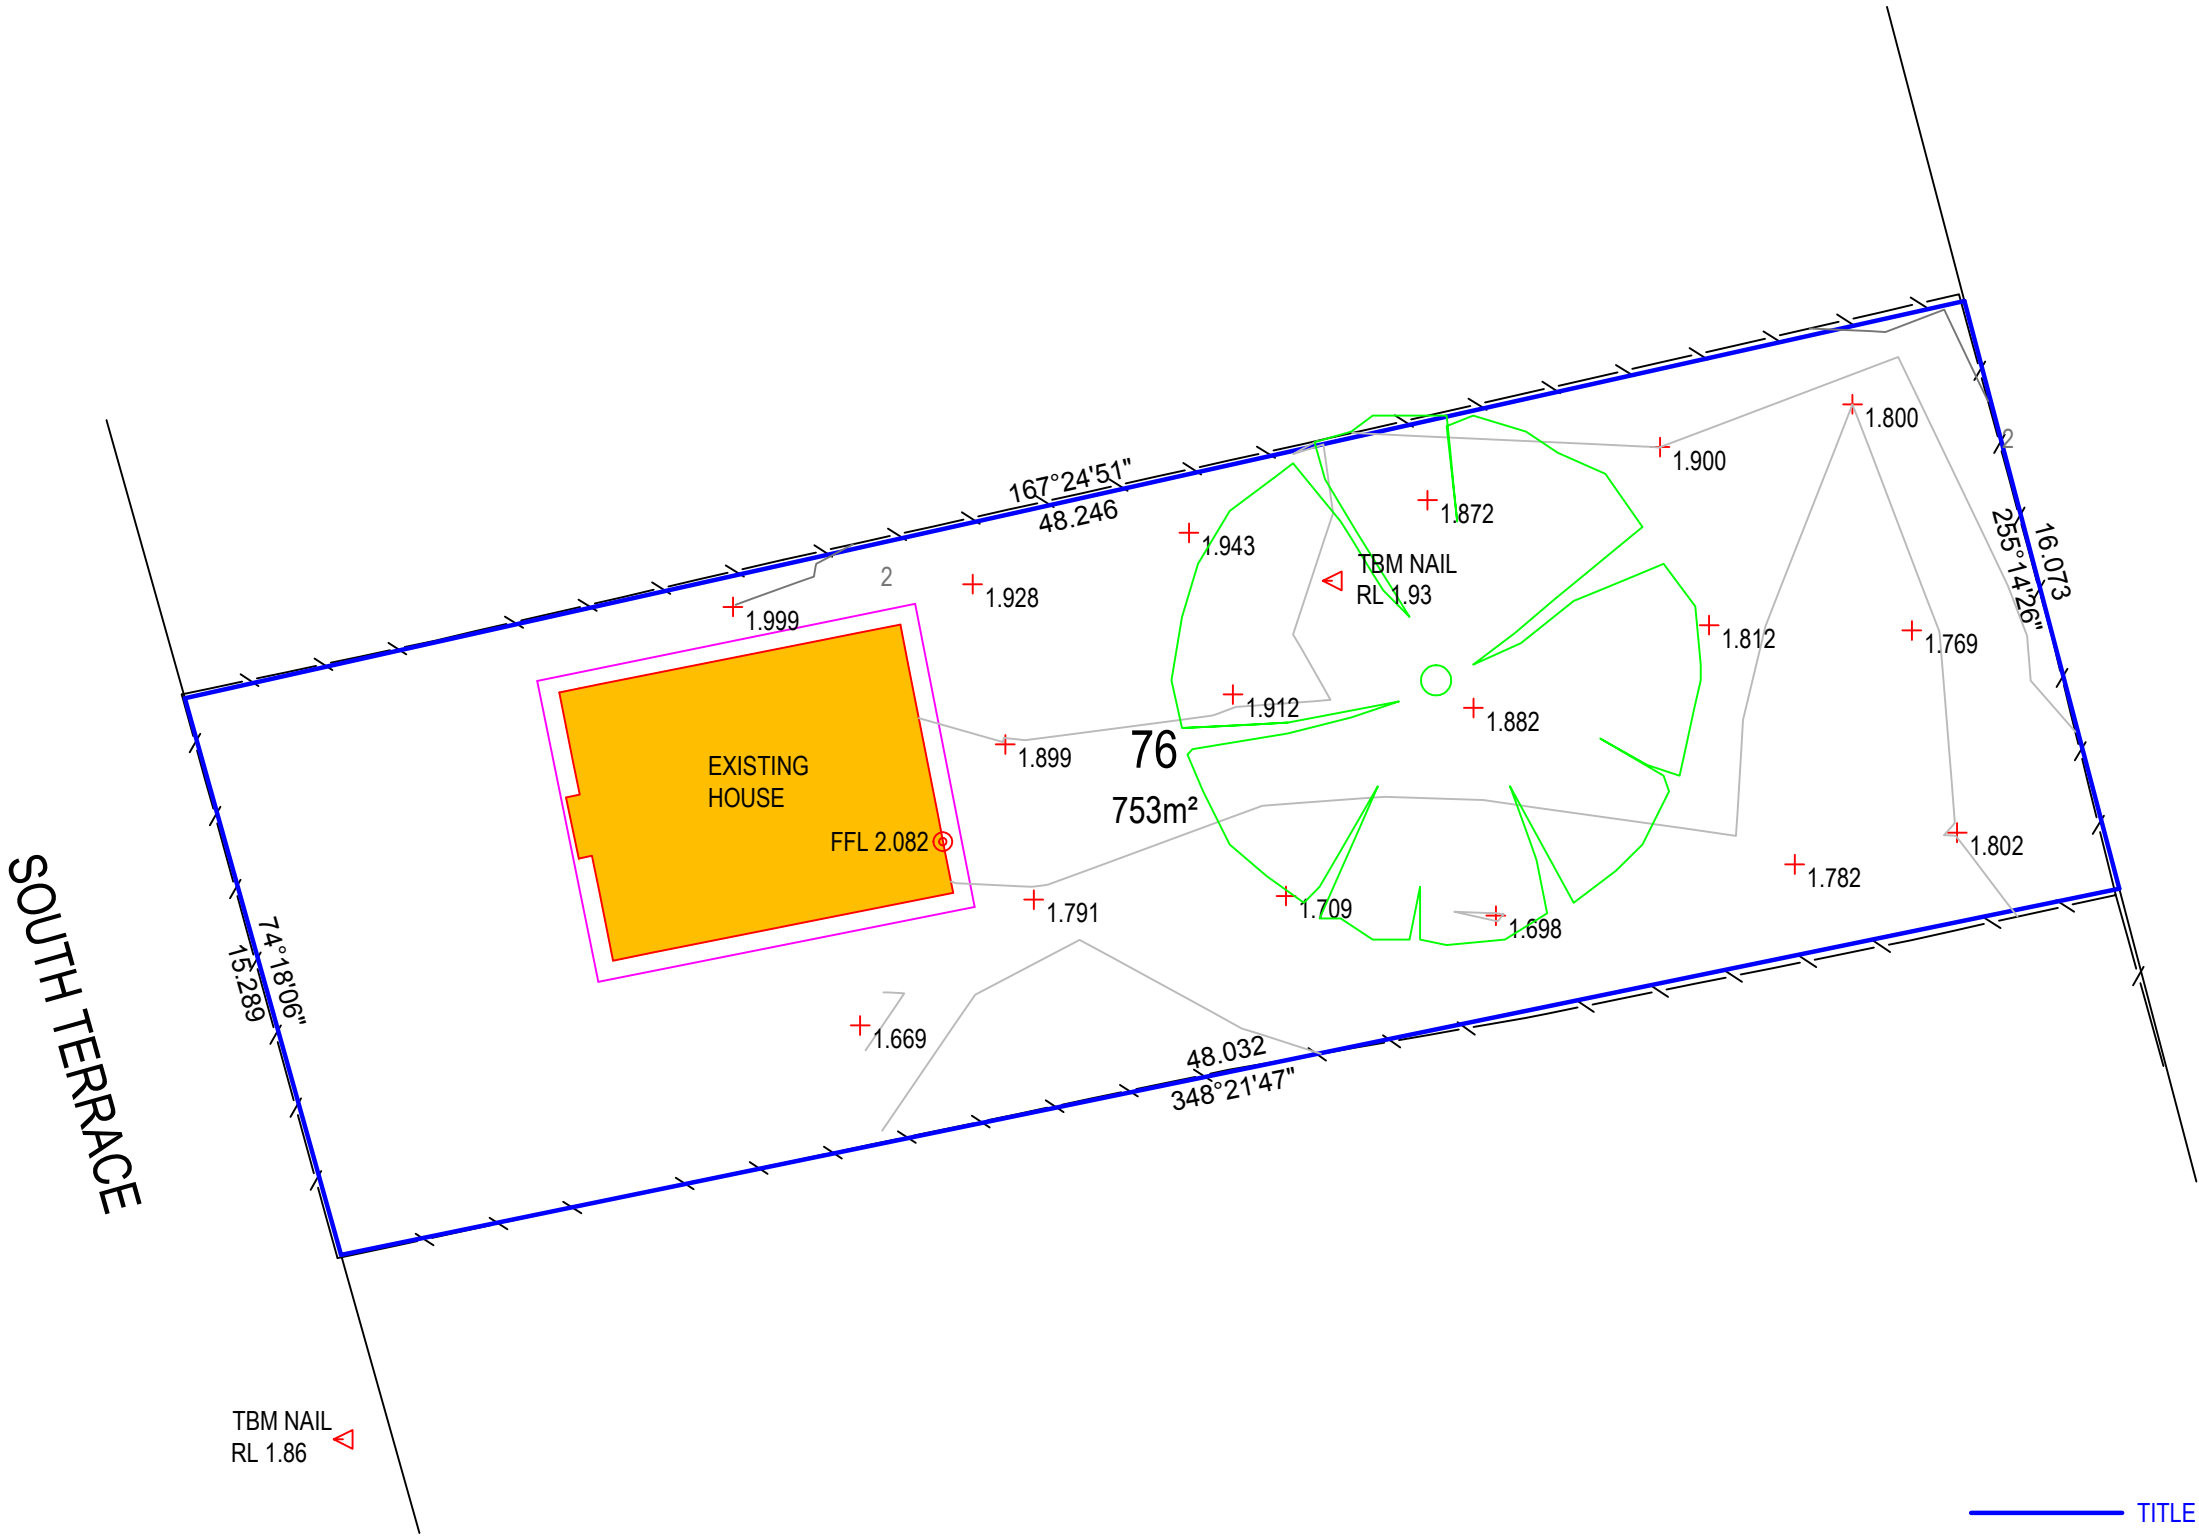 1.800
2
1.900
167°24'51"
48.246
1.872
1.943
TBM NAIL
RL 1.93
255°14'26"
16.073
2
1.928
1.999
1.812
1.769
1.912
1.882
76
753m²
1.899
EXISTING
HOUSE
FFL 2.082
1.802
1.782
1.791
1.709
1.698
SOUTH TERRACE
74°18'06"
15.289
1.669
48.032
348°21'47"
TBM NAIL
RL 1.86
TITLE